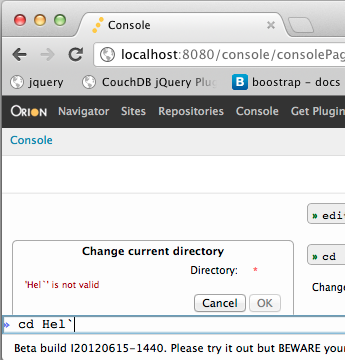 Console
localhost:8080/console/consolePag
jquery CouchDB jQuery Plug boostrap - docs
ORION Navigator Sites Repositories Console Get Plugin
Console
» edi
Change current directory
» cd
Directory: *
Change
'Hel`' is not valid
Cancel OK
» cd Hel`
Beta build I20120615-1440. Please try it out but BEWARE your